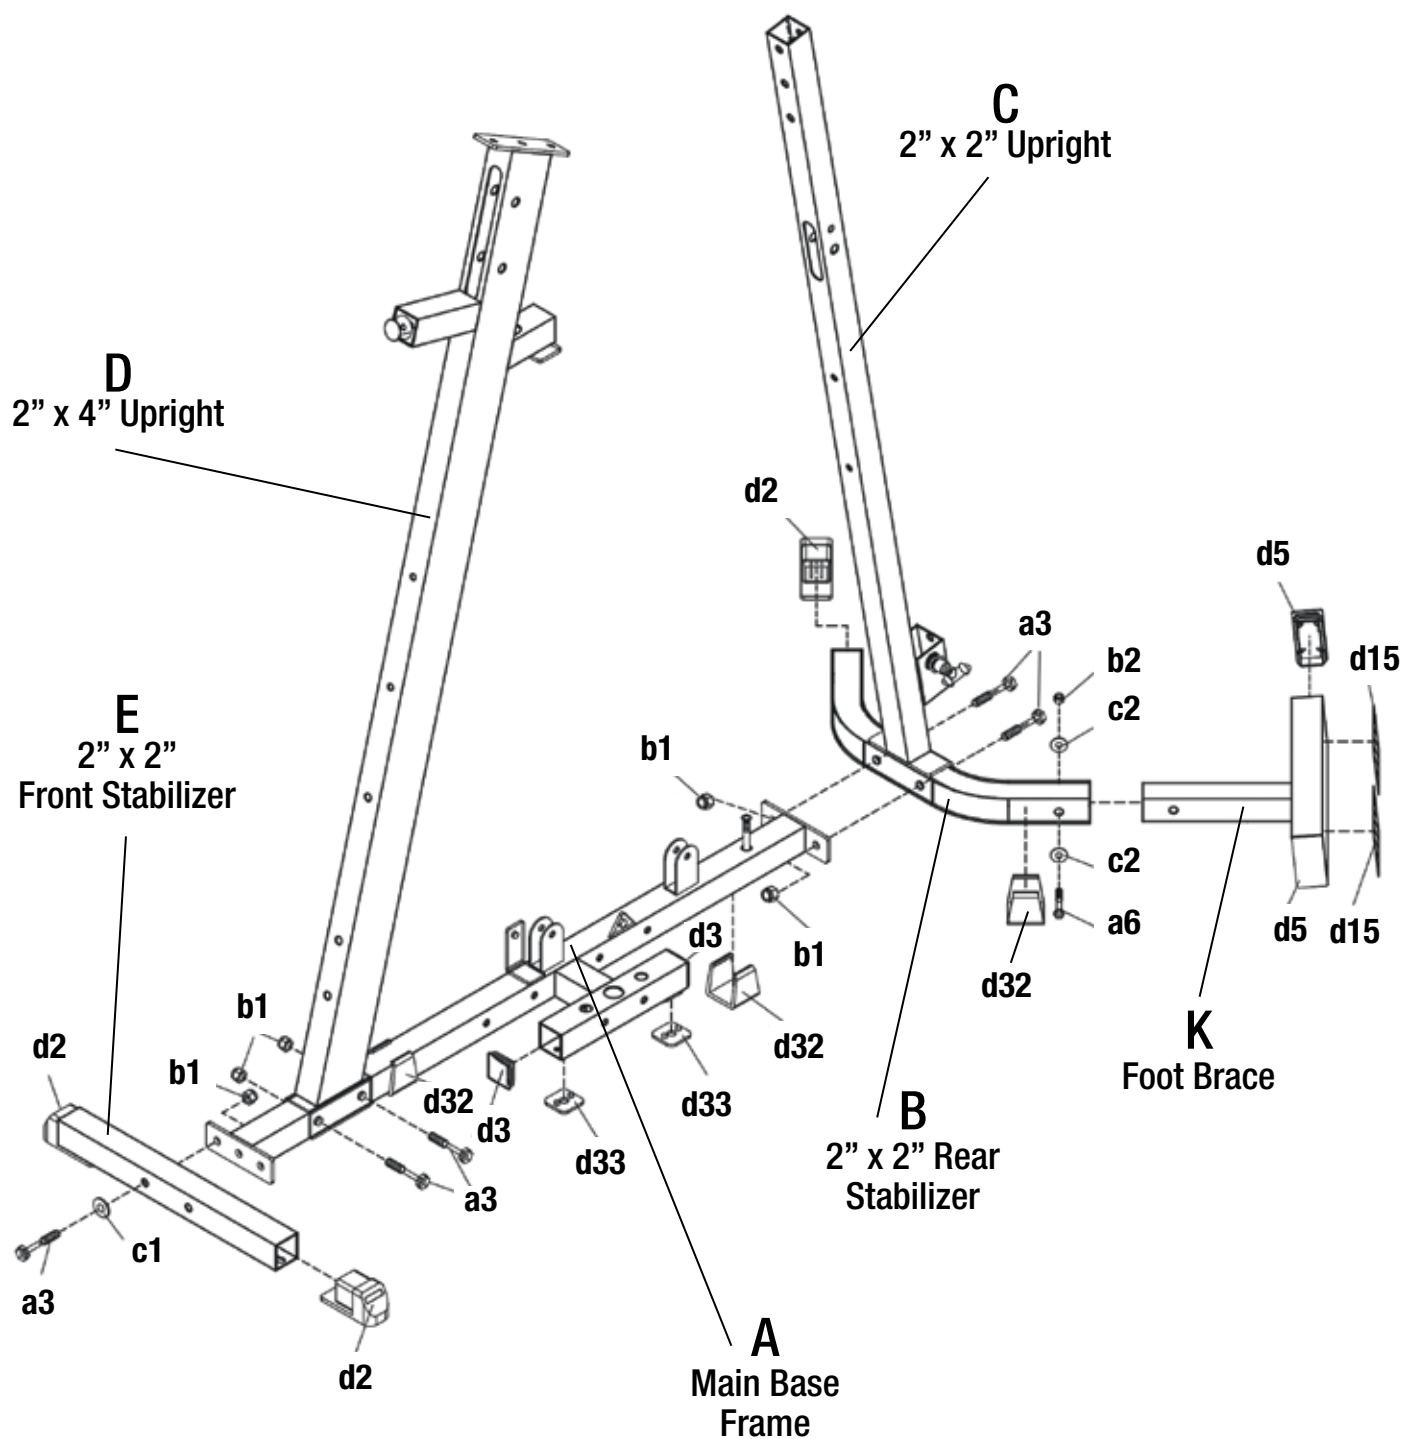 C
2” x 2” Upright
D
2” x 4” Upright
d2
d5
a3
b2
d15
c2
E
2” x 2”
Front Stabilizer
b1
c2
d3
a6
d5
d15
b1
d32
b1
d2
b1
d32
d32
d3
d33
K
Foot Brace
d33
B
2” x 2” Rear
Stabilizer
a3
c1
a3
d2
A
Main Base
Frame